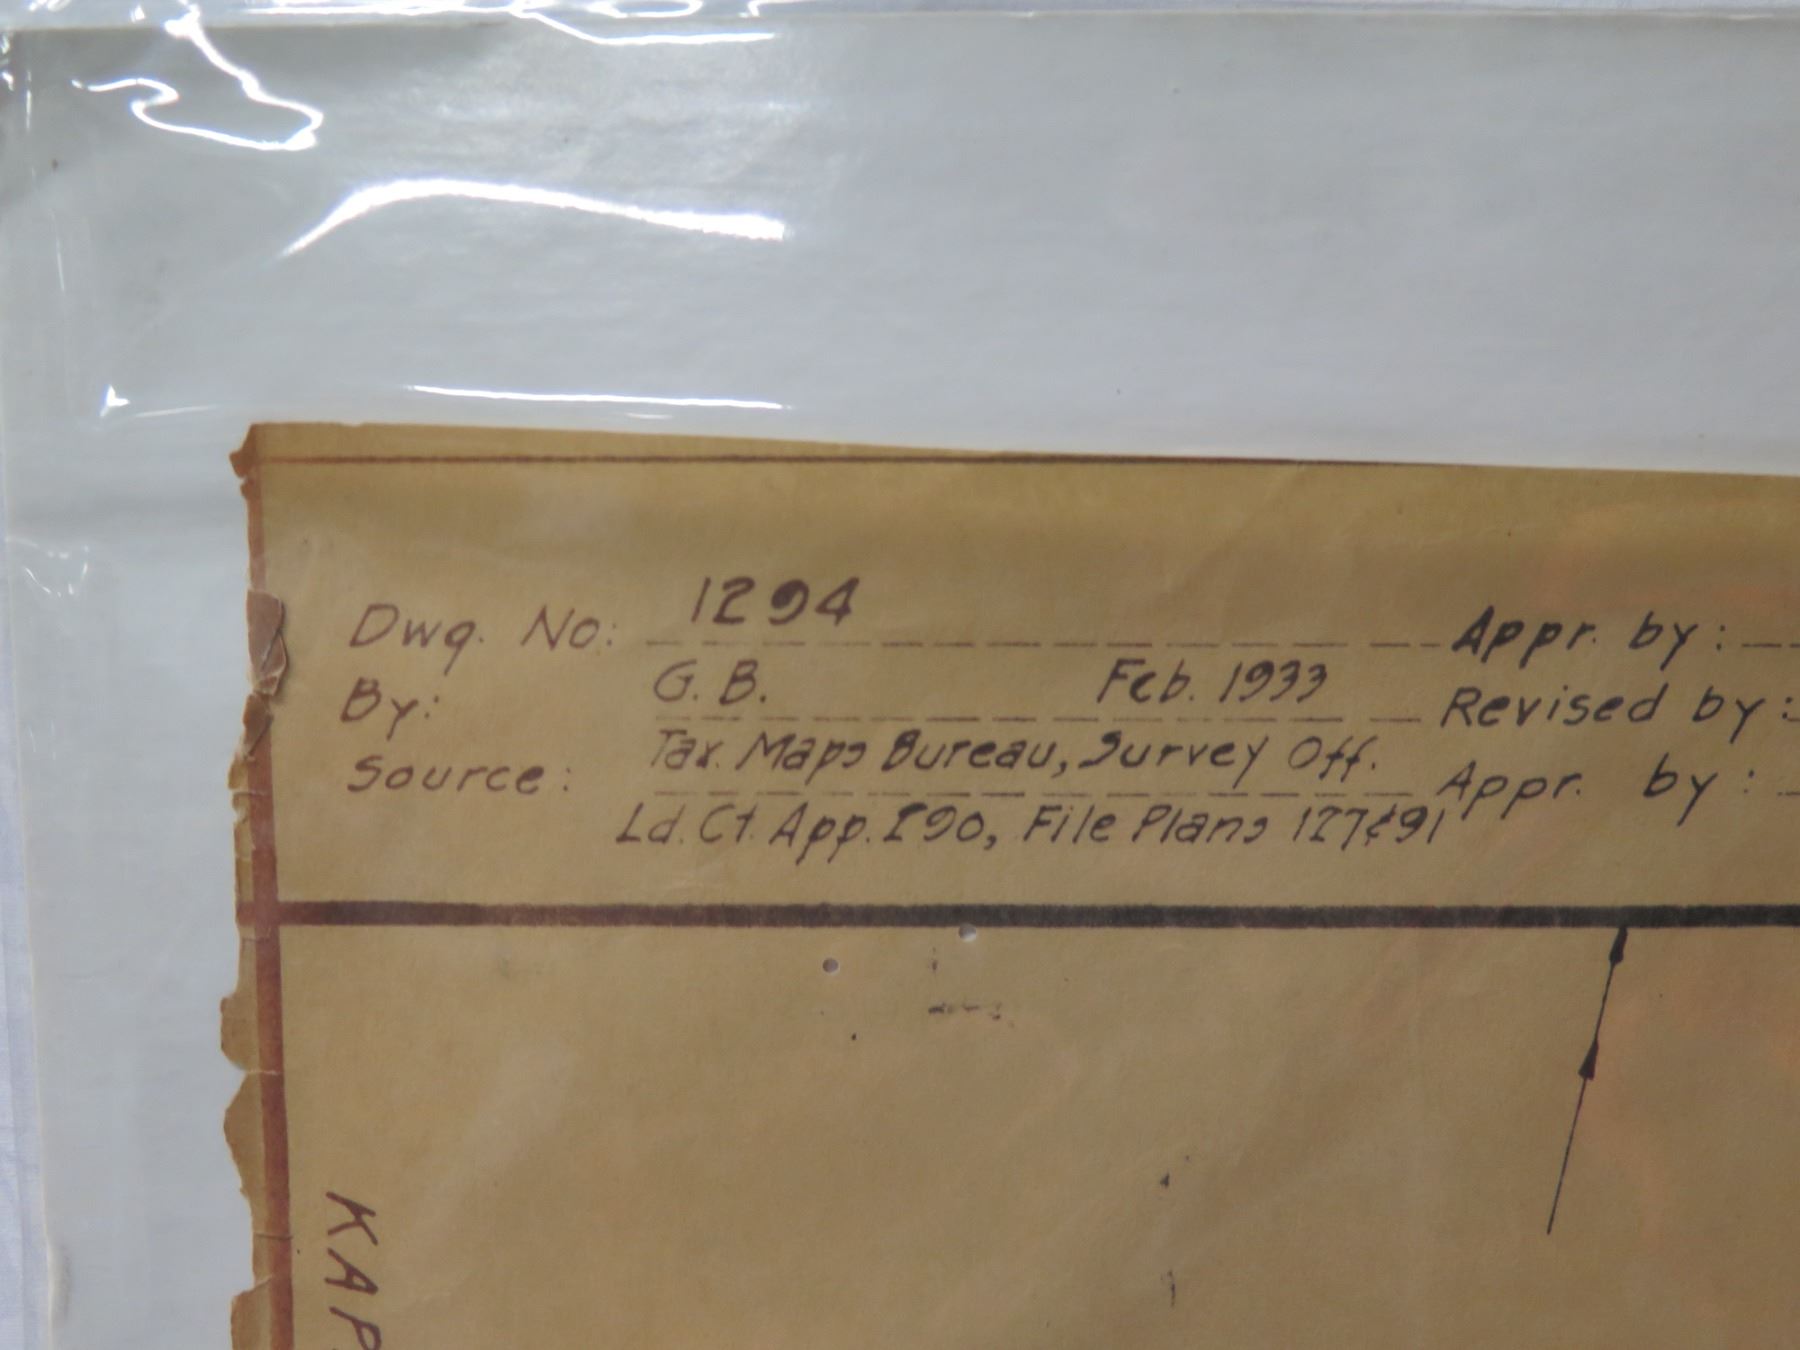 Dwg. No: 1294 Appr. by:
By: G. B. Feb. 1933 Revised by:
Source: Tax Maps Bureau, Survey Off. Appr. by:
Ld. Ct. App. 290, File Plans 127 & 91
KAP